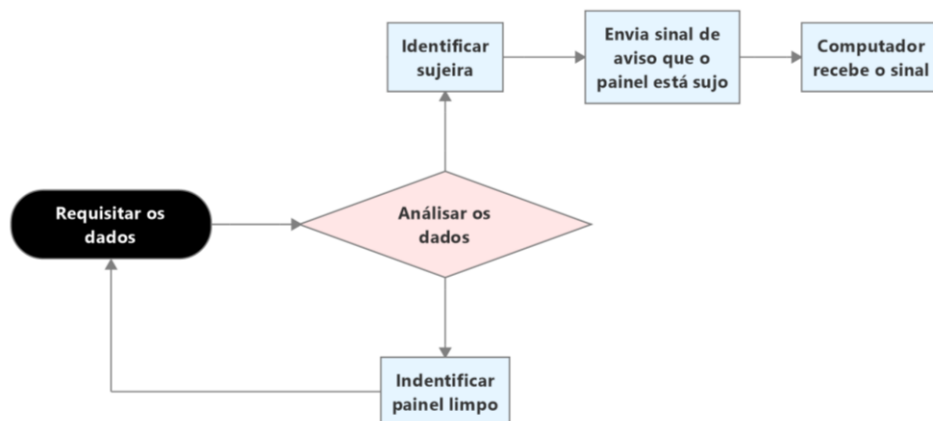 Identificar
sujeira
Envia sinal de
aviso que o
painel está sujo
Computador
recebe o sinal
Requisitar os
dados
Análisar os
dados
Indentificar
painel limpo